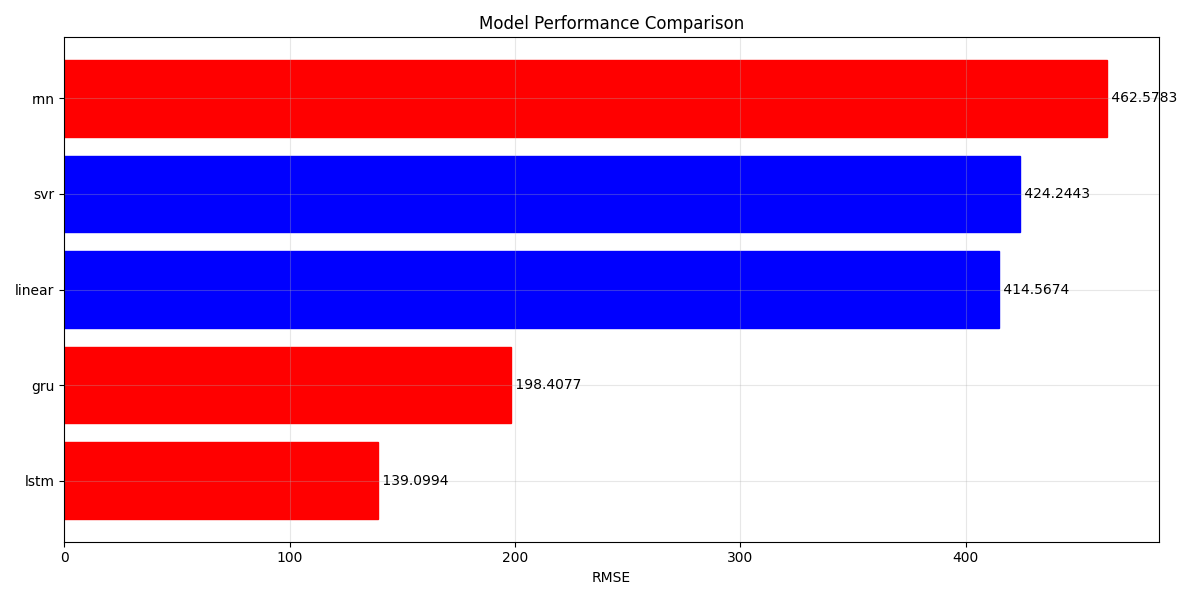 Model Performance Comparison
rnn 462.5783
svr 424.2443
linear 414.5674
gru 198.4077
lstm 139.0994
0 100 200 300 400
RMSE